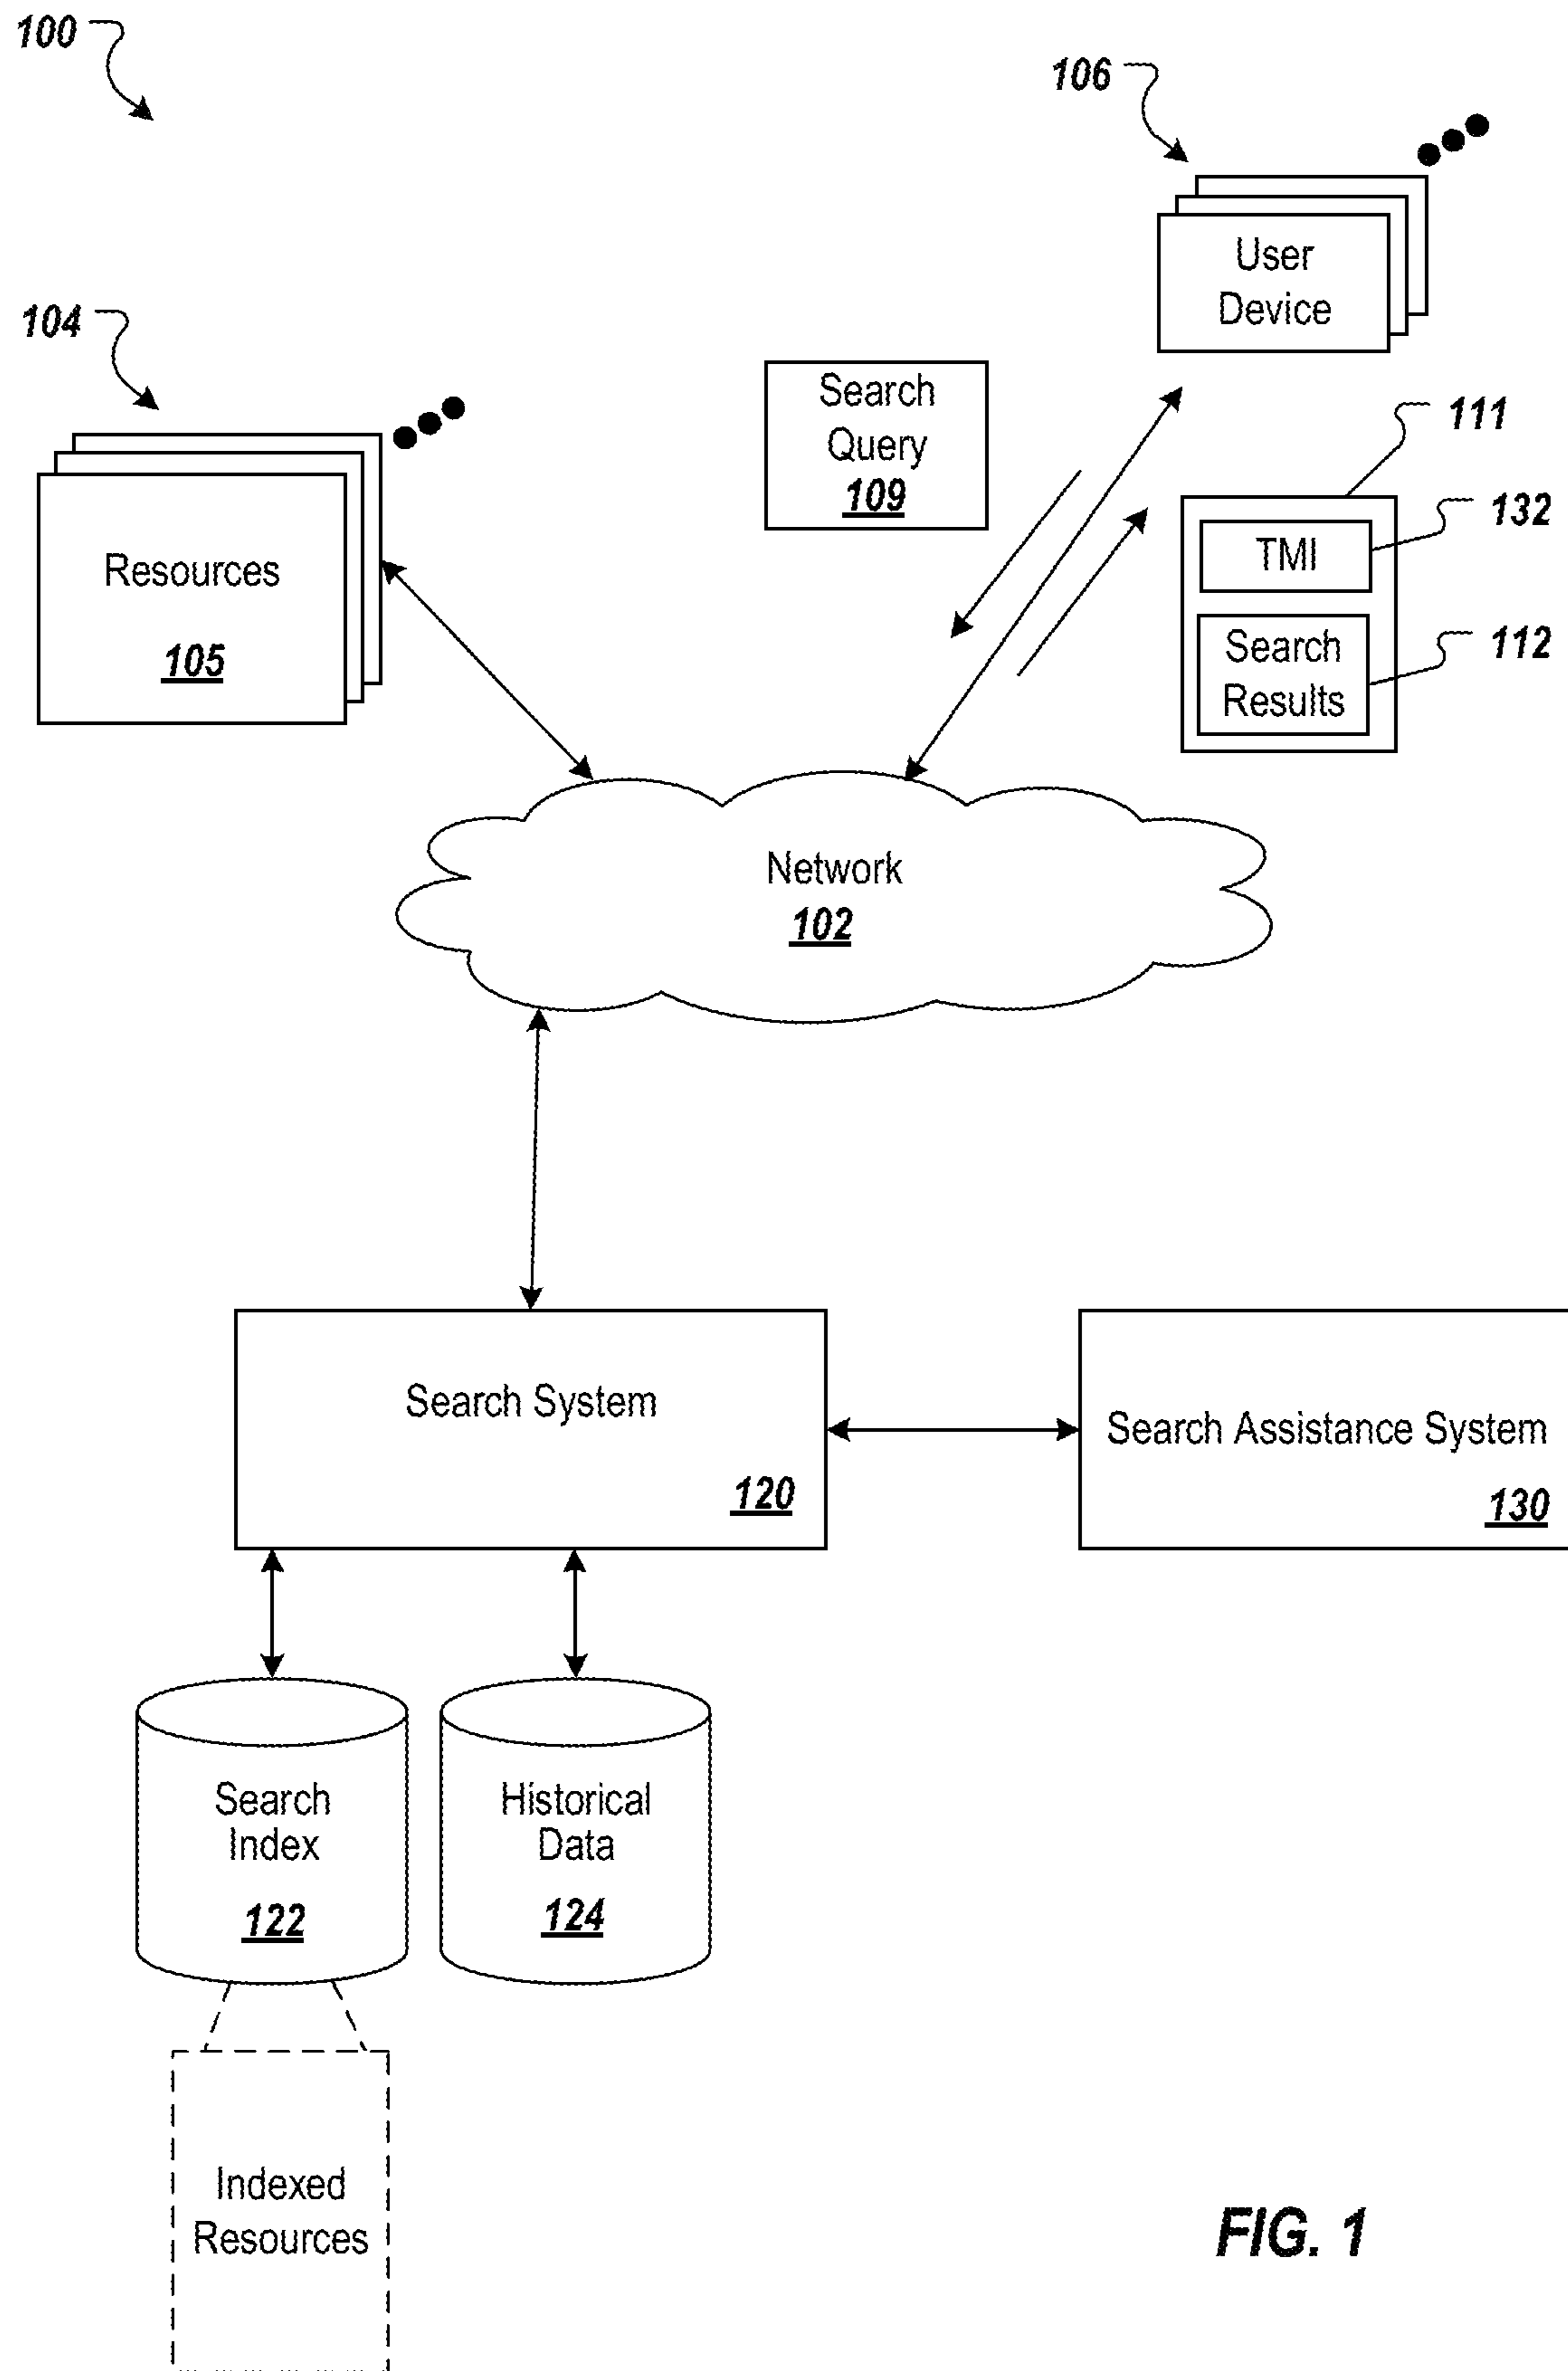 100
106
User
Device
104
Search
Query
109
111
132
TMI
112
Search
Results
Resources
105
Network
102
Search System
120
Search Assistance System
130
Search
Index
122
Historical
Data
124
Indexed
Resources
FIG. 1